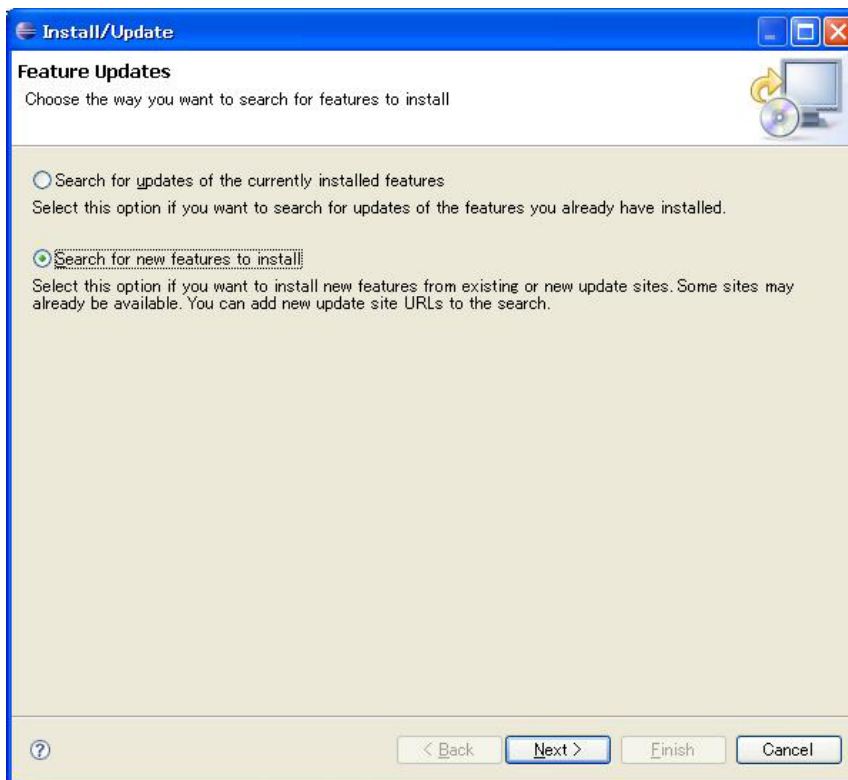 Install/Update
Feature Updates
Choose the way you want to search for features to install
Search for updates of the currently installed features
Select this option if you want to search for updates of the features you already have installed.
Search for new features to install
Select this option if you want to install new features from existing or new update sites. Some sites may
already be available. You can add new update site URLs to the search.
? < Back Next > Finish Cancel